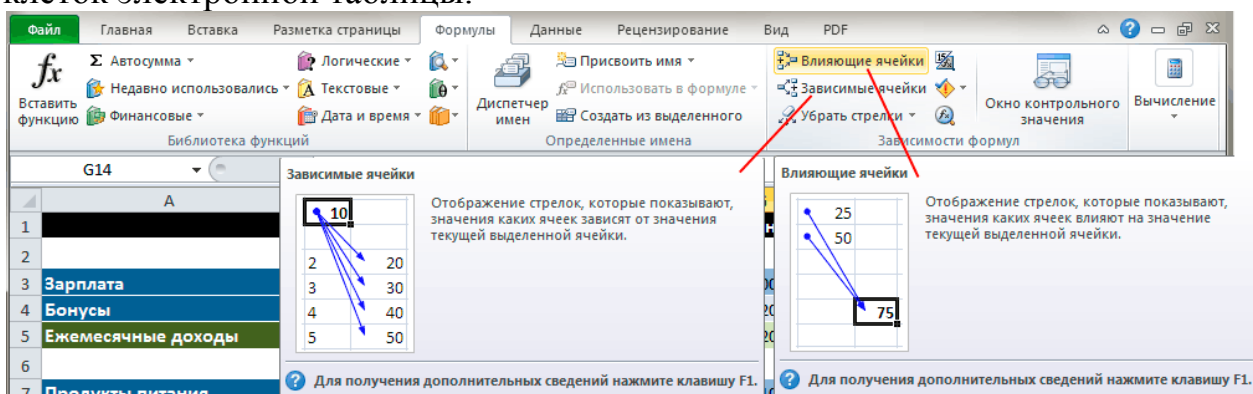 клеток электронной таблицы.
Файл Главная Вставка Разметка страницы Формулы Данные Рецензирование Вид PDF
fx
Вставить функцию
Σ Автосумма
Недавно использовались
Финансовые
Логические
Текстовые
Дата и время
Библиотека функций
Диспетчер имен
Присвоить имя
Использовать в формуле
Создать из выделенного
Определенные имена
Влияющие ячейки
Зависимые ячейки
Убрать стрелки
Зависимости формул
Окно контрольного значения
Вычисление
G14
A
1
2
3 Зарплата
4 Бонусы
5 Ежемесячные доходы
6
7 Продукты питания
Зависимые ячейки
10
2 20
3 30
4 40
5 50
Отображение стрелок, которые показывают,
значения каких ячеек зависят от значения
текущей выделенной ячейки.
Для получения дополнительных сведений нажмите клавишу F1.
Влияющие ячейки
25
50
75
Отображение стрелок, которые показывают,
значения каких ячеек влияют на значение
текущей выделенной ячейки.
Для получения дополнительных сведений нажмите клавишу F1.